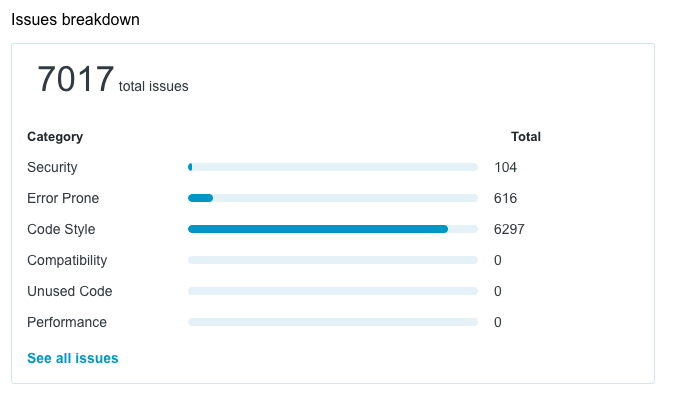 Issues breakdown
7017 total issues
Category Total
Security 104
Error Prone 616
Code Style 6297
Compatibility 0
Unused Code 0
Performance 0
See all issues